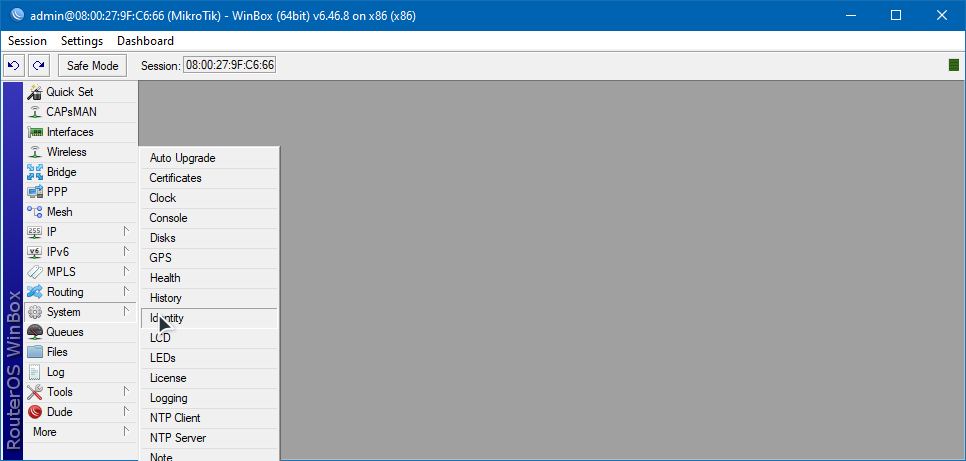 admin@08:00:27:9F:C6:66 (MikroTik) - WinBox (64bit) v6.46.8 on x86 (x86)
Session Settings Dashboard
Safe Mode Session: 08:00:27:9F:C6:66
RouterOS WinBox
Quick Set
CAPsMAN
Interfaces
Wireless
Bridge
PPP
Mesh
255 IP
v6 IPv6
MPLS
Routing
System
Queues
Files
Log
Tools
Dude
More
Auto Upgrade
Certificates
Clock
Console
Disks
GPS
Health
History
Identity
LCD
LEDs
License
Logging
NTP Client
NTP Server
Note